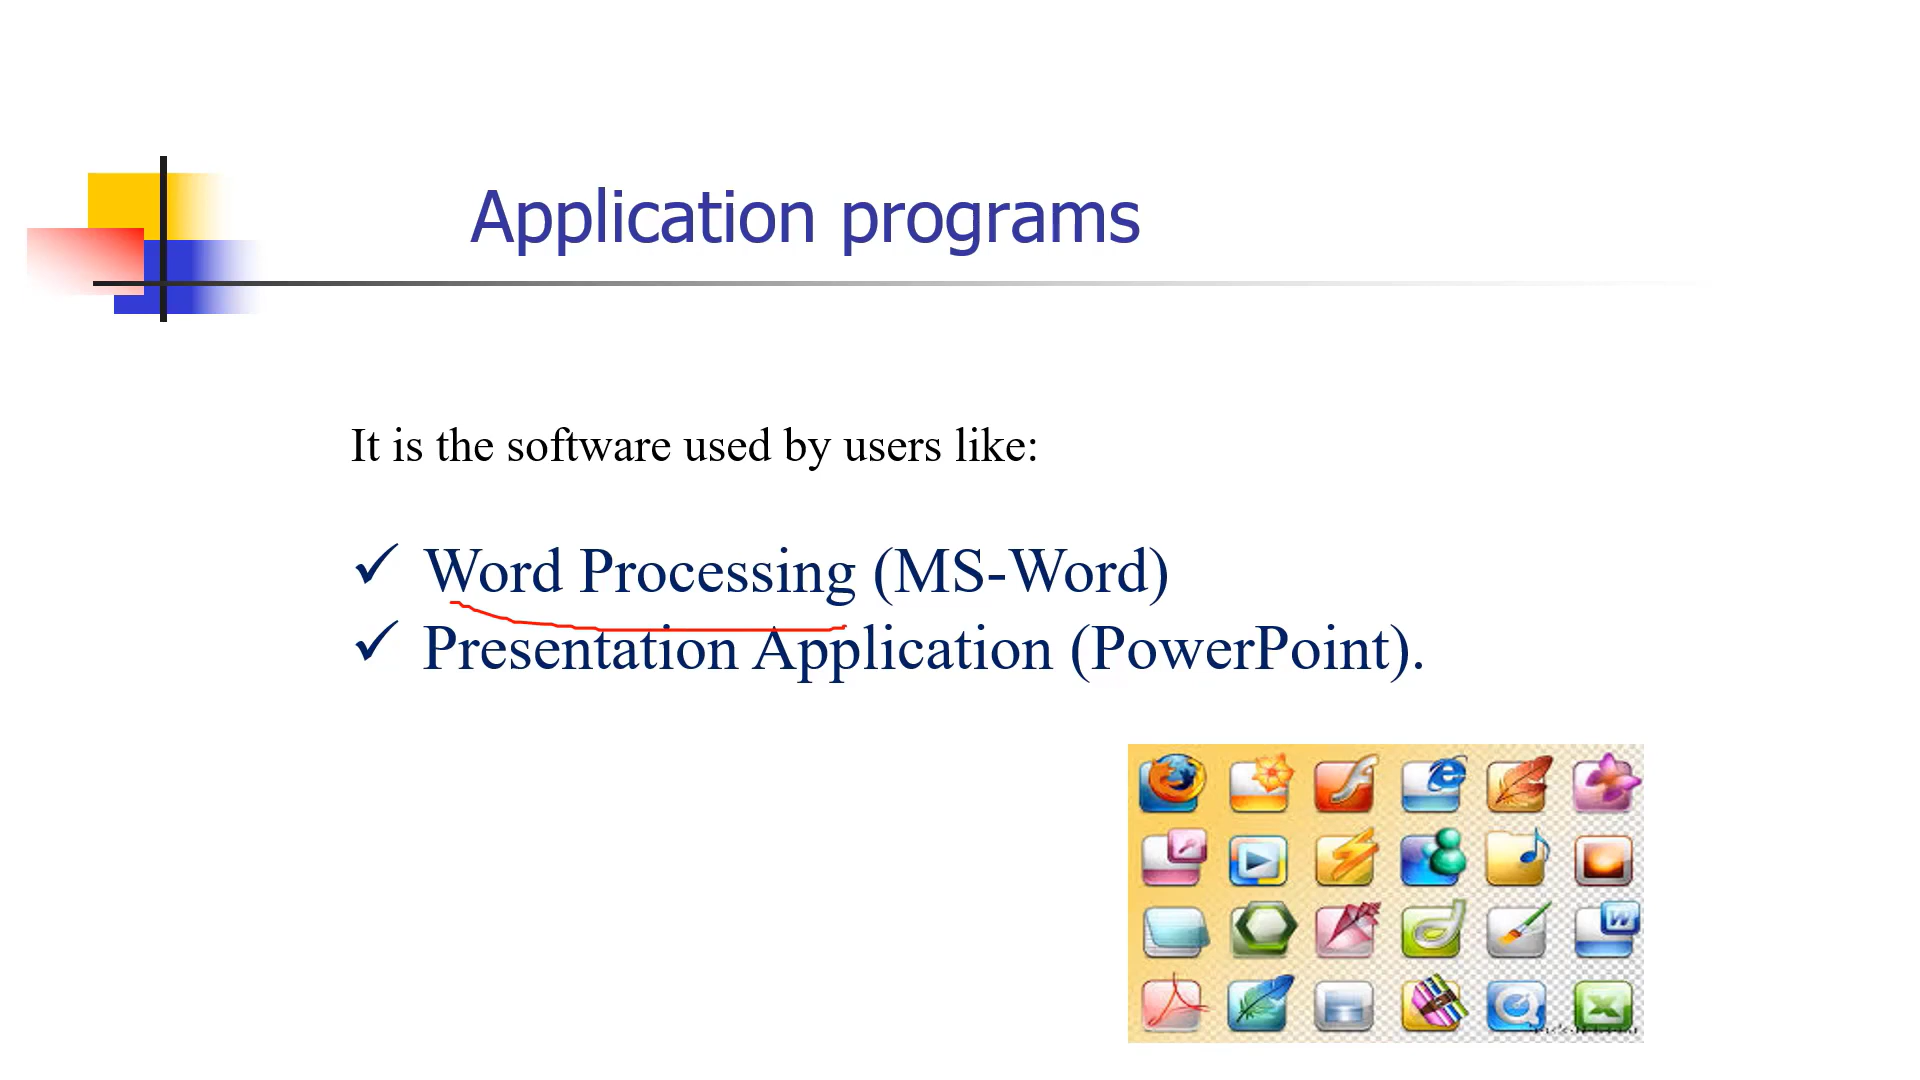 Application programs
It is the software used by users like:
✓ Word Processing (MS-Word)
✓ Presentation Application (PowerPoint).